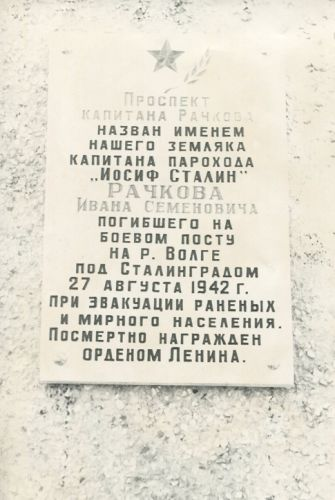 Проспект
капитана Рачкова
назван именем
нашего земляка
капитана парохода
„Иосиф Сталин"
Рачкова
Ивана Семеновича
погибшего на
боевом посту
на р. Волге
под Сталинградом
27 августа 1942 г.
при эвакуации раненых
и мирного населения.
Посмертно награжден
орденом Ленина.